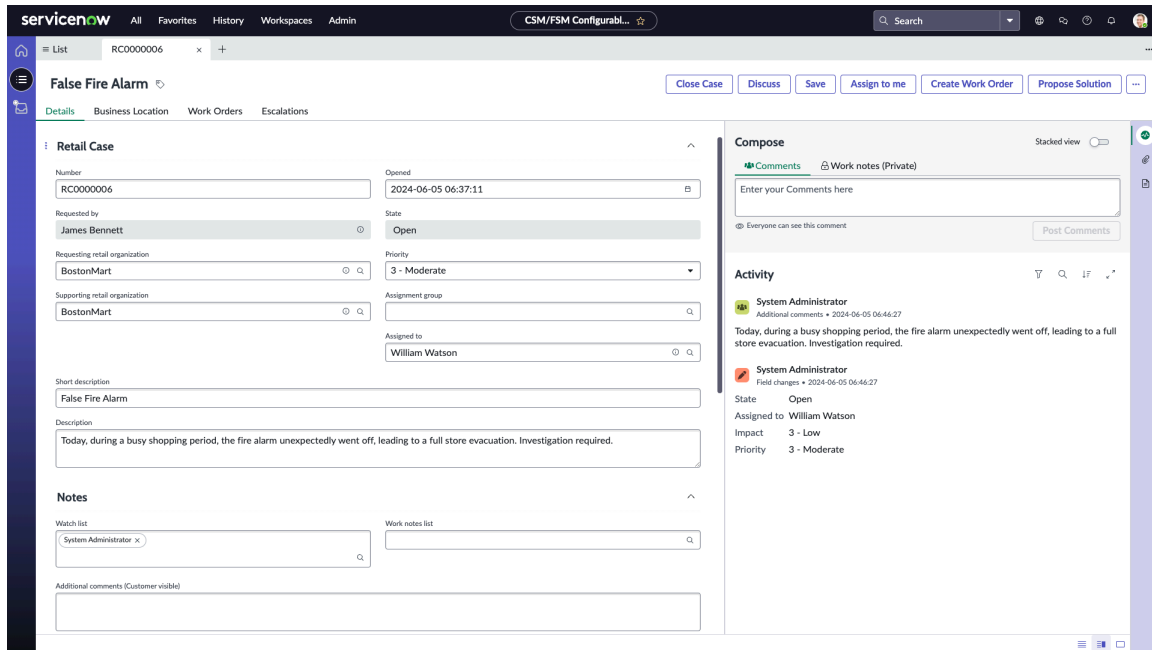 servicenow All Favorites History Workspaces Admin CSM/FSM Configurabl... Search
List RC0000006
False Fire Alarm Close Case Discuss Save Assign to me Create Work Order Propose Solution
Details Business Location Work Orders Escalations
Retail Case
Number
RC0000006
Opened
2024-06-05 06:37:11
Requested by
James Bennett
State
Open
Requesting retail organization
BostonMart
Priority
3 - Moderate
Supporting retail organization
BostonMart
Assignment group
Assigned to
William Watson
Short description
False Fire Alarm
Description
Today, during a busy shopping period, the fire alarm unexpectedly went off, leading to a full store evacuation. Investigation required.
Notes
Watch list
System Administrator
Work notes list
Additional comments (Customer visible)
Compose
Stacked view
Comments Work notes (Private)
Enter your Comments here
Everyone can see this comment
Post Comments
Activity
System Administrator
Additional comments • 2024-06-05 06:46:27
Today, during a busy shopping period, the fire alarm unexpectedly went off, leading to a full
store evacuation. Investigation required.
System Administrator
Field changes • 2024-06-05 06:46:27
State Open
Assigned to William Watson
Impact 3 - Low
Priority 3 - Moderate